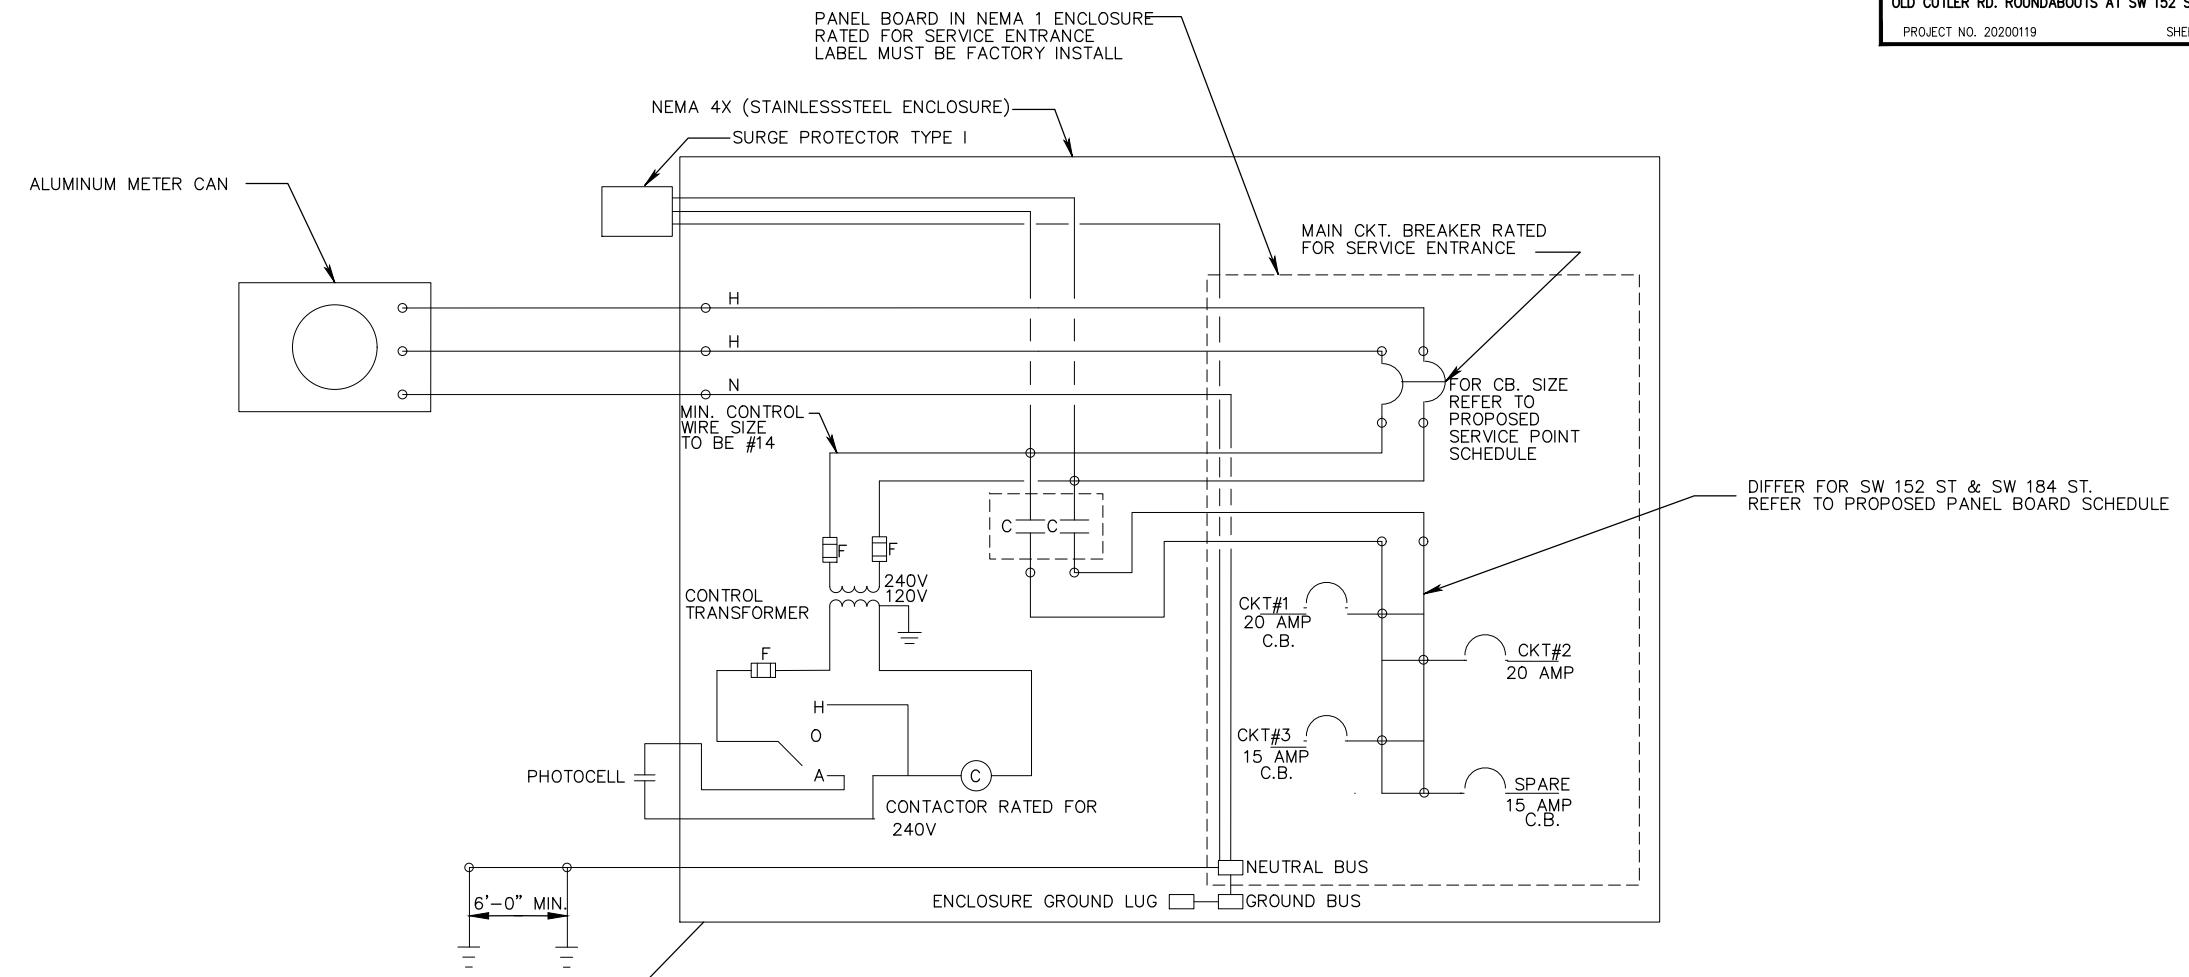 OLD CUTLER RD. ROUNDABOUTS AT SW 152 S
PROJECT NO. 20200119
PANEL BOARD IN NEMA 1 ENCLOSURE
RATED FOR SERVICE ENTRANCE
LABEL MUST BE FACTORY INSTALL
NEMA 4X (STAINLESSSTEEL ENCLOSURE)
SURGE PROTECTOR TYPE I
ALUMINUM METER CAN
MAIN CKT. BREAKER RATED
FOR SERVICE ENTRANCE
H
H
N
FOR CB. SIZE
REFER TO
PROPOSED
SERVICE POINT
SCHEDULE
MIN. CONTROL
WIRE SIZE
TO BE #14
DIFFER FOR SW 152 ST & SW 184 ST.
REFER TO PROPOSED PANEL BOARD SCHEDULE
C
C
F
F
240V
120V
CONTROL
TRANSFORMER
CKT#1
20 AMP
C.B.
CKT#2
20 AMP
F
H
O
A
CKT#3
15 AMP
C.B.
PHOTOCELL
C
SPARE
15 AMP
C.B.
CONTACTOR RATED FOR
240V
NEUTRAL BUS
6'-0" MIN.
ENCLOSURE GROUND LUG
GROUND BUS